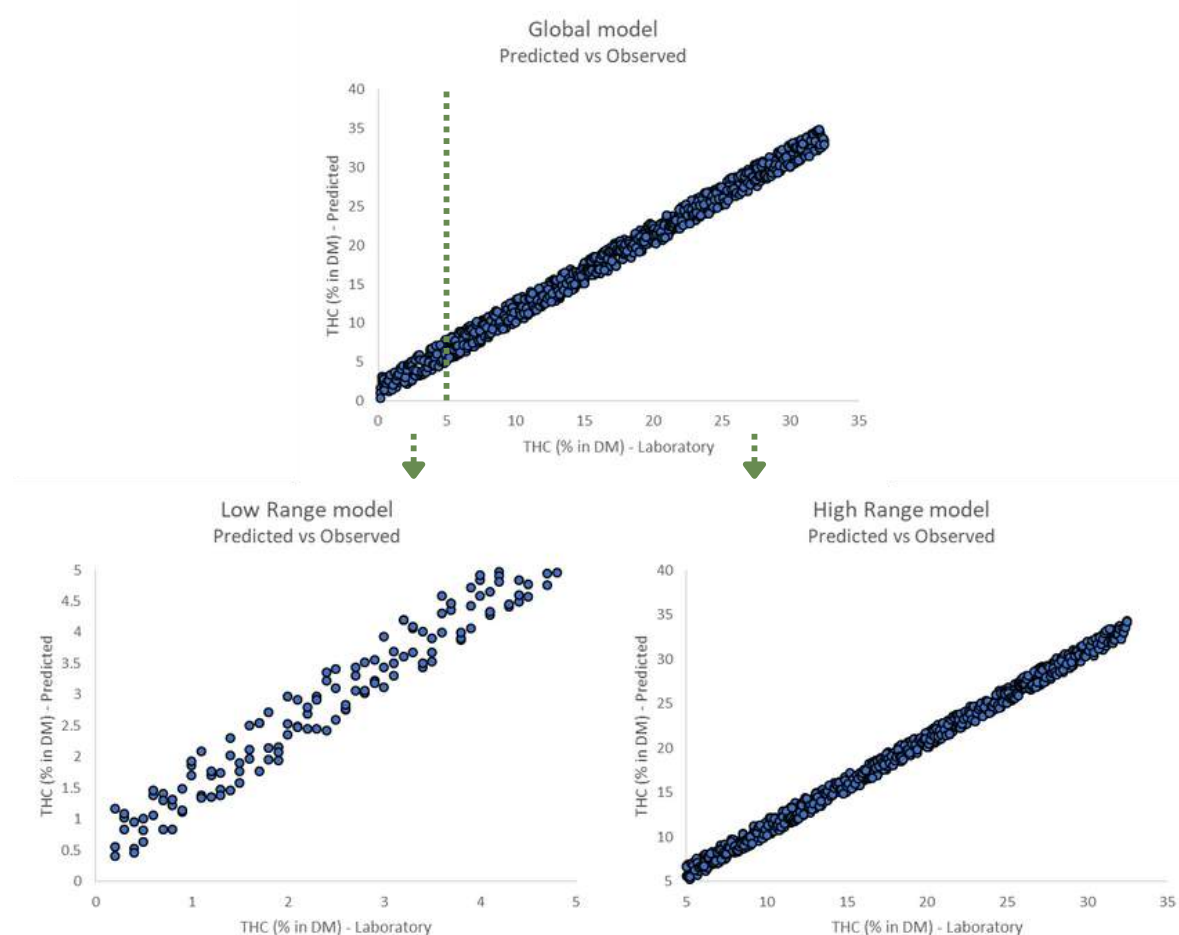 Global model
Predicted vs Observed
40
35
30
25
20
15
10
5
0
THC (% in DM) - Predicted
0 5 10 15 20 25 30 35
THC (% in DM) - Laboratory
Low Range model
Predicted vs Observed
5
4.5
4
3.5
3
2.5
2
1.5
1
0.5
0
THC (% in DM) - Predicted
0 1 2 3 4 5
THC (% in DM) - Laboratory
High Range model
Predicted vs Observed
40
35
30
25
20
15
10
5
THC (% in DM) - Predicted
5 10 15 20 25 30 35
THC (% in DM) - Laboratory